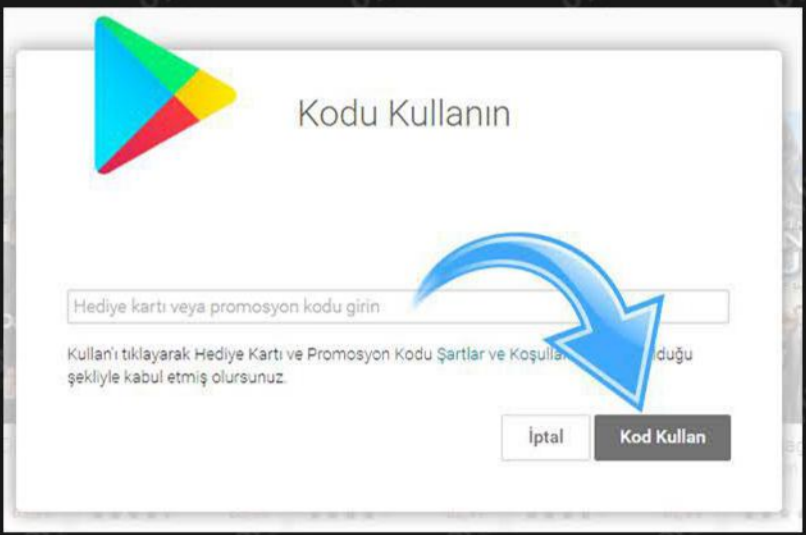 Kodu Kullanın
Hediye kartı veya promosyon kodu girin
Kullan'ı tıklayarak Hediye Kartı ve Promosyon Kodu Şartlar ve
şekliyle kabul etmiş olursunuz.
İptal
Kod Kullan